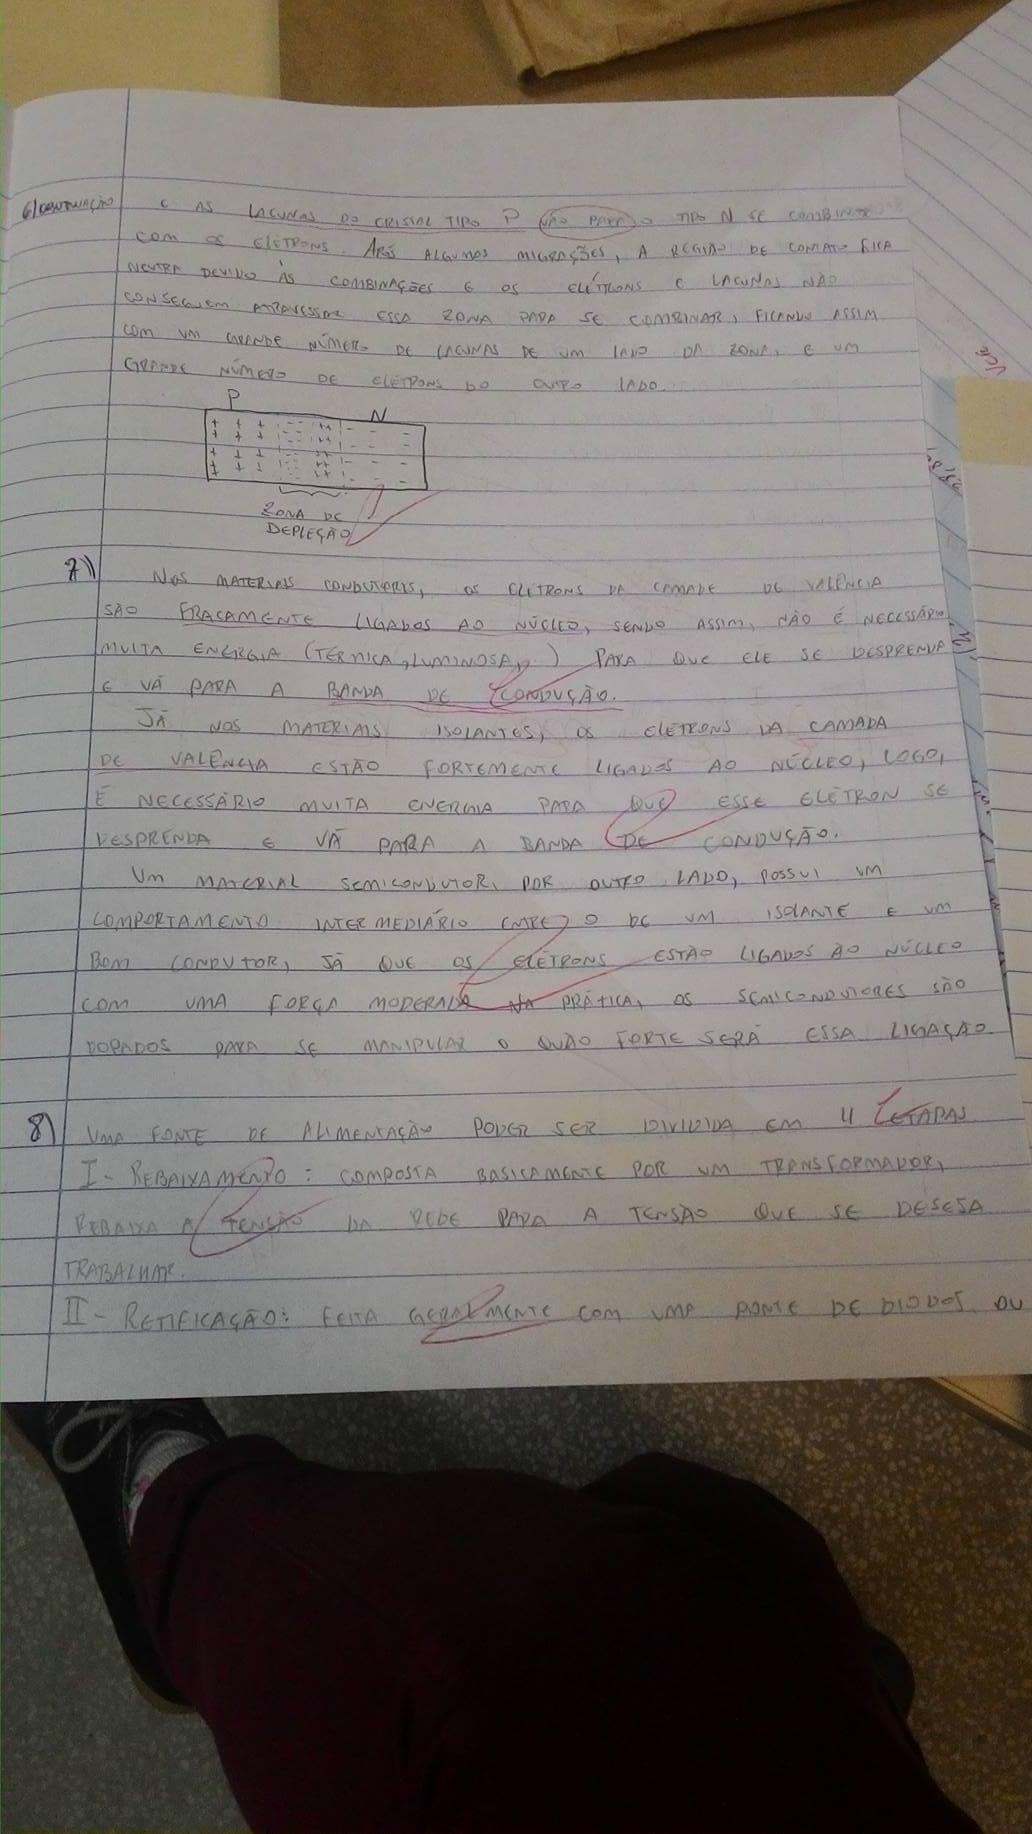 6) CONTINUAÇÃO E AS LACUNAS DO CRISTAL TIPO P VÃO PARA O TIPO N SE COMBINAR
COM OS ELÉTRONS. APÓS ALGUMAS MIGRAÇÕES, A REGIÃO DE CONTATO FICA
NEUTRA DEVIDO ÀS COMBINAÇÕES E OS ELÉTRONS E LACUNAS NÃO
CONSEGUEM ATRAVESSAR ESSA ZONA PARA SE COMBINAR, FICANDO ASSIM
COM UM GRANDE NÚMERO DE LACUNAS DE UM LADO DA ZONA, E UM
GRANDE NÚMERO DE ELÉTRONS DO OUTRO LADO.
P N
ZONA DE
DEPLEÇÃO
7) NOS MATERIAIS CONDUTORES, OS ELÉTRONS DA CAMADA DE VALÊNCIA
SÃO FRACAMENTE LIGADOS AO NÚCLEO, SENDO ASSIM, NÃO É NECESSÁRIO
MUITA ENERGIA (TÉRMICA, LUMINOSA,..) PARA QUE ELE SE DESPRENDA
E VÁ PARA A BANDA DE CONDUÇÃO.
JÁ NOS MATERIAIS ISOLANTES, OS ELÉTRONS DA CAMADA
DE VALÊNCIA ESTÃO FORTEMENTE LIGADOS AO NÚCLEO, LOGO,
É NECESSÁRIO MUITA ENERGIA PARA QUE ESSE ELÉTRON SE
DESPRENDA E VÁ PARA A BANDA DE CONDUÇÃO.
UM MATERIAL SEMICONDUTOR, POR OUTRO LADO, POSSUI UM
COMPORTAMENTO INTERMEDIÁRIO ENTRE O DE UM ISOLANTE E UM
BOM CONDUTOR, JÁ QUE OS ELÉTRONS ESTÃO LIGADOS AO NÚCLEO
COM UMA FORÇA MODERADA NA PRÁTICA, OS SEMICONDUTORES SÃO
DOPADOS PARA SE MANIPULAR O QUÃO FORTE SERÁ ESSA LIGAÇÃO
8) UMA FONTE DE ALIMENTAÇÃO PODER SER DIVIDIDA EM 4 ETAPAS
I - REBAIXAMENTO: COMPOSTA BASICAMENTE POR UM TRANSFORMADOR,
REBAIXA A TENSÃO DA REDE PARA A TENSÃO QUE SE DESEJA
TRABALHAR.
II - RETIFICAÇÃO: FEITA GERALMENTE COM UMA PONTE DE DIODOS, OU